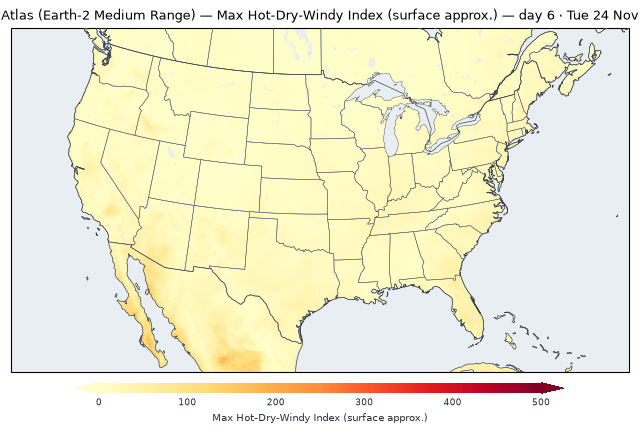 Atlas (Earth-2 Medium Range) — Max Hot-Dry-Windy Index (surface approx.) — day 6 · Tue 24 Nov
0 100 200 300 400 500
Max Hot-Dry-Windy Index (surface approx.)